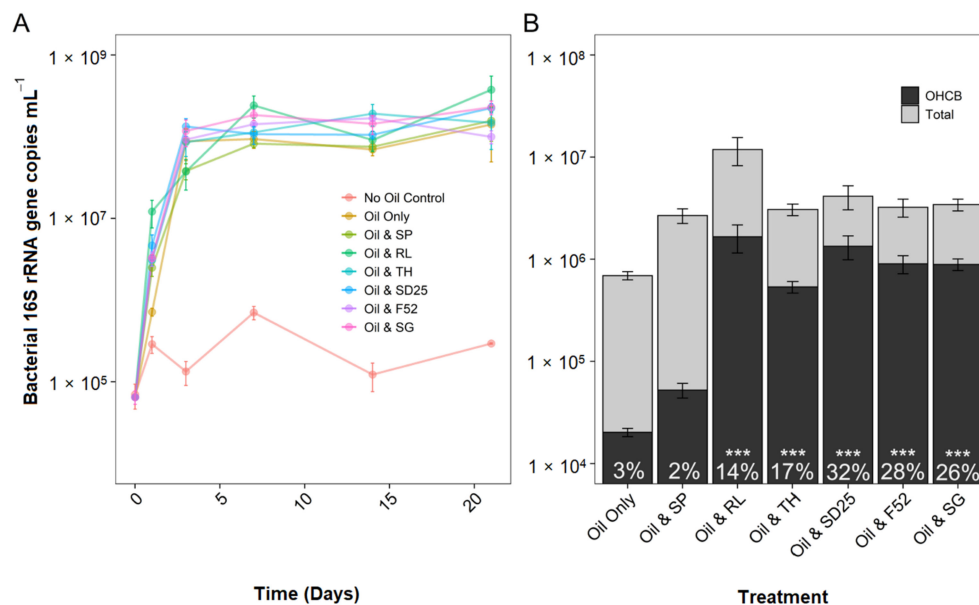 A
Bacterial 16S rRNA gene copies mL⁻¹
1 × 10⁹
1 × 10⁷
1 × 10⁵
No Oil Control
Oil Only
Oil & SP
Oil & RL
Oil & TH
Oil & SD25
Oil & F52
Oil & SG
0 5 10 15 20
Time (Days)
B
1 × 10⁸
1 × 10⁷
1 × 10⁶
1 × 10⁵
1 × 10⁴
OHCB
Total
*** *** *** *** ***
3% 2% 14% 17% 32% 28% 26%
Oil Only
Oil & SP
Oil & RL
Oil & TH
Oil & SD25
Oil & F52
Oil & SG
Treatment